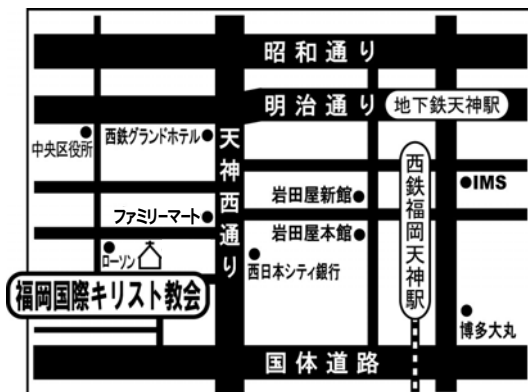 昭和通り
明治通り
地下鉄天神駅
中央区役所
西鉄グランドホテル
天神西通り
西鉄福岡天神駅
IMS
岩田屋新館
ファミリーマート
岩田屋本館
ローソン
西日本シティ銀行
福岡国際キリスト教会
博多大丸
国体道路